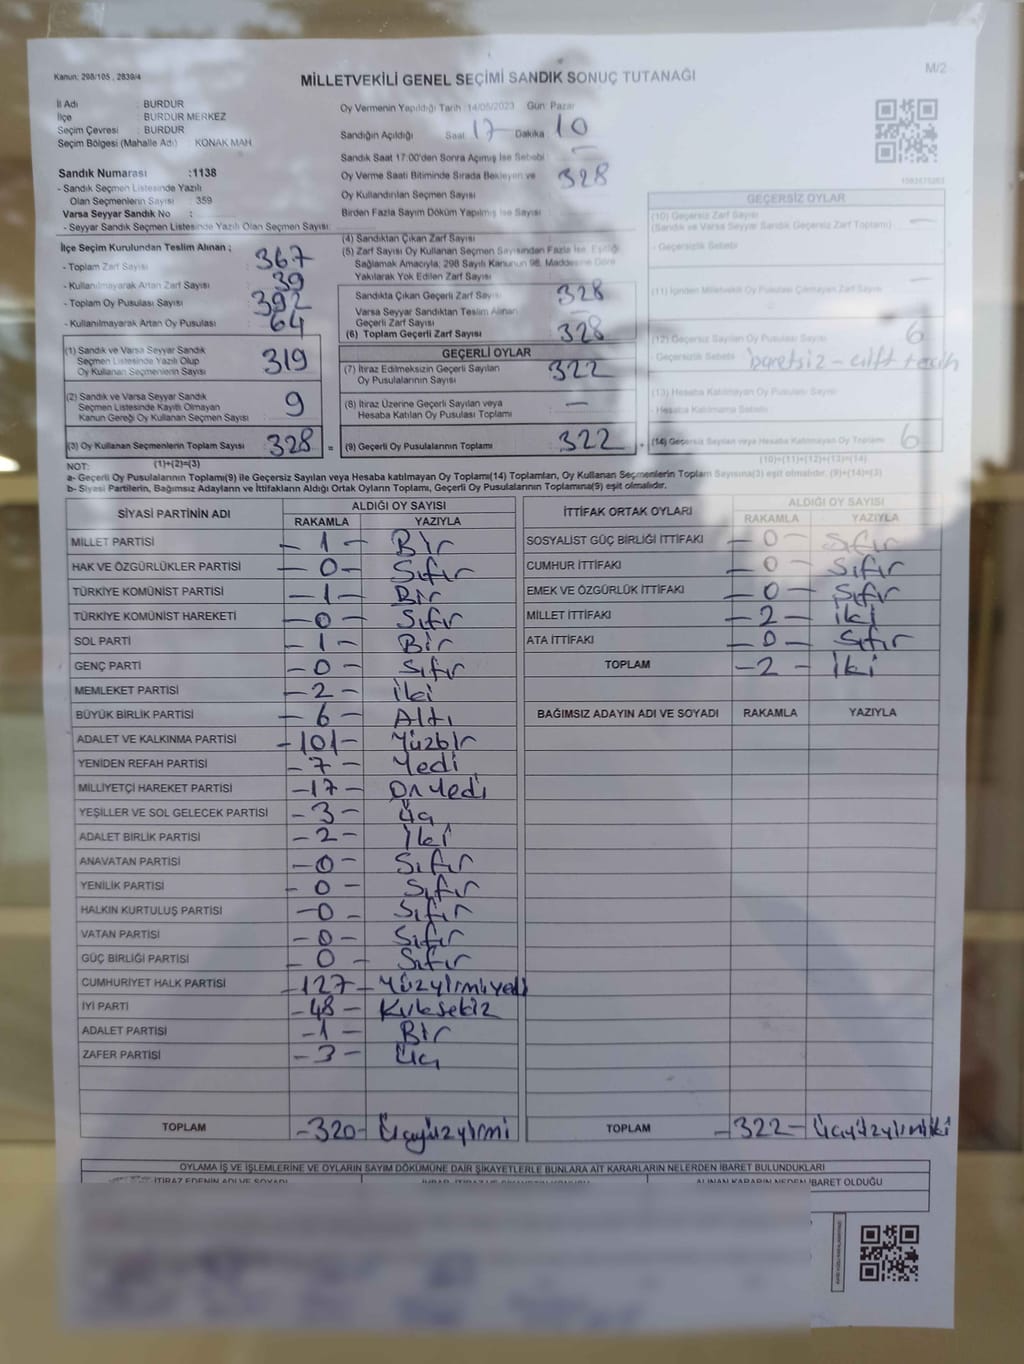 Kanun: 298/105 , 2839/4
M/2
MİLLETVEKİLİ GENEL SEÇİMİ SANDIK SONUÇ TUTANAĞI
İl Adı : BURDUR
İlçe : BURDUR MERKEZ
Seçim Çevresi : BURDUR
Seçim Bölgesi (Mahalle Adı) : KONAK MAH
Sandık Numarası :1138
- Sandık Seçmen Listesinde Yazılı
Olan Seçmenlerin Sayısı : 359
Varsa Seyyar Sandık No :
- Seyyar Sandık Seçmen Listesinde Yazılı Olan Seçmen Sayısı :
Oy Vermenin Yapıldığı Tarih :14/05/2023 Gün: Pazar
Sandığın Açıldığı Saat 17 Dakika : 10
Sandık Saat 17:00'den Sonra Açılmış İse Sebebi : –
Oy Verme Saati Bitiminde Sırada Bekleyen ve
Oy Kullandırılan Seçmen Sayısı : 328
Birden Fazla Sayım Döküm Yapılmış İse Sayısı :
İlçe Seçim Kurulundan Teslim Alınan ;
- Toplam Zarf Sayısı : 367
- Kullanılmayarak Artan Zarf Sayısı : 39
- Toplam Oy Pusulası Sayısı : 392
- Kullanılmayarak Artan Oy Pusulası : 64
(1) Sandık ve Varsa Seyyar Sandık
Seçmen Listesinde Yazılı Olup
Oy Kullanan Seçmenlerin Sayısı : 319
(2) Sandık ve Varsa Seyyar Sandık
Seçmen Listesinde Kayıtlı Olmayan
Kanun Gereği Oy Kullanan Seçmen Sayısı : 9
(3) Oy Kullanan Seçmenlerin Toplam Sayısı : 328 =
(1)+(2)=(3)
(4) Sandıktan Çıkan Zarf Sayısı :
(5) Zarf Sayısı Oy Kullanan Seçmen Sayısından Fazla İse, Eşitliği
Sağlamak Amacıyla; 298 Sayılı Kanunun 98. Maddesine Göre
Yakılarak Yok Edilen Zarf Sayısı :
Sandıkta Çıkan Geçerli Zarf Sayısı : 328
Varsa Seyyar Sandıktan Teslim Alınan
Geçerli Zarf Sayısı :
(6) Toplam Geçerli Zarf Sayısı : 328
GEÇERLİ OYLAR
(7) İtiraz Edilmeksizin Geçerli Sayılan
Oy Pusulalarının Sayısı : 322
(8) İtiraz Üzerine Geçerli Sayılan veya
Hesaba Katılan Oy Pusulası Toplamı : –
(9) Geçerli Oy Pusulalarının Toplamı : 322 +
GEÇERSİZ OYLAR
(10) Geçersiz Zarf Sayısı
(Sandık ve Varsa Seyyar Sandık Geçersiz Zarf Toplamı) : –
- Geçersizlik Sebebi
(11) İçinden Milletvekili Oy Pusulası Çıkmayan Zarf Sayısı : –
(12) Geçersiz Sayılan Oy Pusulası Sayısı : 6
- Geçersizlik Sebebi
(13) Hesaba Katılmayan Oy Pusulası Sayısı :
- Hesaba Katılmama Sebebi
(14) Geçersiz Sayılan veya Hesaba Katılmayan Oy Pusulası Toplamı : 6
(10)+(11)+(12)+(13)=(14)
NOT:
a- Geçerli Oy Pusulalarının Toplamı(9) ile Geçersiz Sayılan veya Hesaba katılmayan Oy Toplamı(14) Toplamları, Oy Kullanan Seçmenlerin Toplam Sayısına(3) eşit olmalıdır. (9)+(14)=(3)
b- Siyasi Partilerin, Bağımsız Adayların ve İttifakların Aldığı Ortak Oyların Toplamı, Geçerli Oy Pusulalarının Toplamına(9) eşit olmalıdır.
SİYASİ PARTİNİN ADI ALDIĞI OY SAYISI
RAKAMLA YAZIYLA
MİLLET PARTİSİ – 1 – Bir
HAK VE ÖZGÜRLÜKLER PARTİSİ – 0 – Sıfır
TÜRKİYE KOMÜNİST PARTİSİ – 1 – Bir
TÜRKİYE KOMÜNİST HAREKETİ – 0 – Sıfır
SOL PARTİ – 1 – Bir
GENÇ PARTİ – 0 – Sıfır
MEMLEKET PARTİSİ – 2 – İki
BÜYÜK BİRLİK PARTİSİ – 6 – Altı
ADALET VE KALKINMA PARTİSİ – 101 – Yüzbir
YENİDEN REFAH PARTİSİ – 7 – Yedi
MİLLİYETÇİ HAREKET PARTİSİ – 17 – On Yedi
YEŞİLLER VE SOL GELECEK PARTİSİ – 3 – Üç
ADALET BİRLİK PARTİSİ – 2 – İki
ANAVATAN PARTİSİ – 0 – Sıfır
YENİLİK PARTİSİ – 0 – Sıfır
HALKIN KURTULUŞ PARTİSİ – 0 – Sıfır
VATAN PARTİSİ – 0 – Sıfır
GÜÇ BİRLİĞİ PARTİSİ – 0 – Sıfır
CUMHURİYET HALK PARTİSİ – 127 – Yüzyirmiyedi
İYİ PARTİ – 48 – Kırksekiz
ADALET PARTİSİ – 1 – Bir
ZAFER PARTİSİ – 3 – Üç
TOPLAM – 320 – Üçyüzyirmi
İTTİFAK ORTAK OYLARI ALDIĞI OY SAYISI
RAKAMLA YAZIYLA
SOSYALİST GÜÇ BİRLİĞİ İTTİFAKI – 0 – Sıfır
CUMHUR İTTİFAKI – 0 – Sıfır
EMEK VE ÖZGÜRLÜK İTTİFAKI – 0 – Sıfır
MİLLET İTTİFAKI – 2 – İki
ATA İTTİFAKI – 0 – Sıfır
TOPLAM – 2 – İki
BAĞIMSIZ ADAYIN ADI VE SOYADI RAKAMLA YAZIYLA
TOPLAM – 322 – Üçyüzyirmiiki
OYLAMA İŞ VE İŞLEMLERİNE VE OYLARIN SAYIM DÖKÜMÜNE DAİR ŞİKAYETLERLE BUNLARA AİT KARARLARIN NELERDEN İBARET BULUNDUKLARI
İTİRAZ EDENİN ADI VE SOYADI
ALINAN KARARIN NEDEN İBARET OLDUĞU